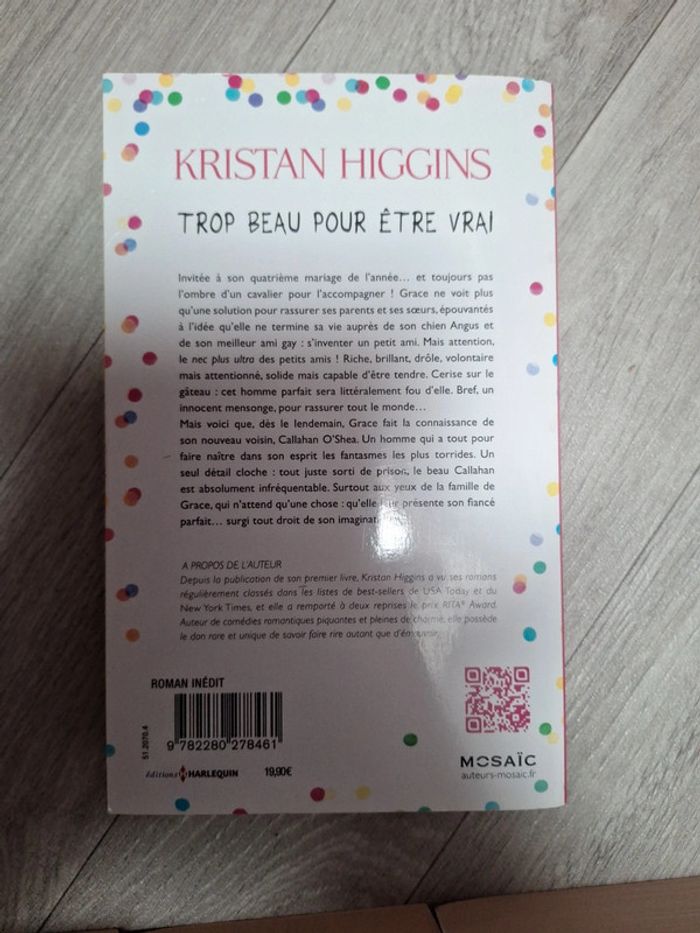 KRISTAN HIGGINS
TROP BEAU POUR ÊTRE VRAI
Invitée à son quatrième mariage de l'année... et toujours pas
l'ombre d'un cavalier pour l'accompagner ! Grace ne voit plus
qu'une solution pour rassurer ses parents et ses sœurs, épouvantés
à l'idée qu'elle ne termine sa vie auprès de son chien Angus et
de son meilleur ami gay : s'inventer un petit ami. Mais attention,
le nec plus ultra des petits amis ! Riche, brillant, drôle, volontaire
mais attentionné, solide mais capable d'être tendre. Cerise sur le
gâteau : cet homme parfait sera littéralement fou d'elle. Bref, un
innocent mensonge, pour rassurer tout le monde...
Mais voici que, dès le lendemain, Grace fait la connaissance de
son nouveau voisin, Callahan O'Shea. Un homme qui a tout pour
faire naître dans son esprit les fantasmes les plus torrides. Un
seul détail cloche : tout juste sorti de prison, le beau Callahan
est absolument infréquentable. Surtout aux yeux de la famille de
Grace, qui n'attend qu'une chose : qu'elle leur présente son fiancé
parfait... surgi tout droit de son
A PROPOS DE L'AUTEUR
Depuis la publication de son premier livre, Kristan Higgins a vu ses romans
régulièrement classés dans les listes de best-sellers de USA Today et du
New York Times, et elle a remporté à deux reprises le prix RITA® Award.
Auteur de comédies romantiques piquantes et pleines de charme, elle possède
le don rare et unique de savoir faire rire autant que d'émouvoir.
ROMAN INÉDIT
51.2070.4
9 782280 278461
éditions HARLEQUIN 19,90€
MOSAÏC
auteurs-mosaic.fr